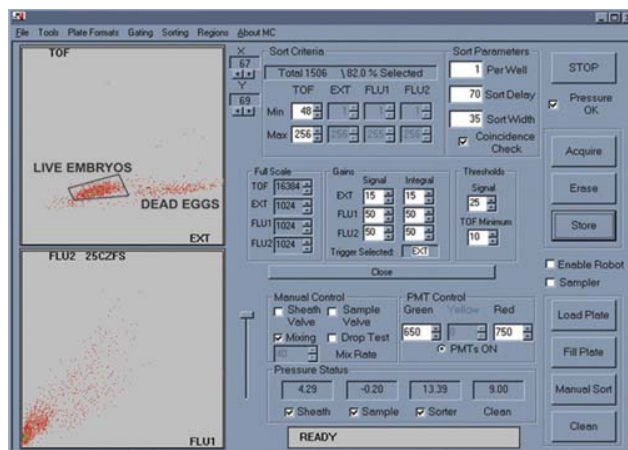 File Tools Plate Formats Gating Sorting Regions About MC
TOF
LIVE EMBRYOS
DEAD EGGS
EXT
FLU2 25CZFS
FLU1
X
67
Y
69
Sort Criteria
Total 1506 \82.0 % Selected
TOF EXT FLU1 FLU2
Min 48 1 1 1
Max 256 256 255 256
Sort Parameters
1 Per Well
70 Sort Delay
35 Sort Width
Coincidence Check
STOP
Pressure OK
Acquire
Erase
Store
Full Scale
TOF 16384
EXT 1024
FLU1 1024
FLU2 1024
Gains
Signal Integral
EXT 15 15
FLU1 50 50
FLU2 50 50
Trigger Selected: EXT
Thresholds
Signal
25
TOF Minimum
10
Close
Enable Robot
Sampler
Manual Control
Sheath Valve Sample Valve
Mixing Drop Test
Mix Rate
PMT Control
Green Yellow Red
650 750
PMTs ON
Pressure Status
4.29 -0.20 13.39 9.00
Sheath Sample Sorter Clean
READY
Load Plate
Fill Plate
Manual Sort
Clean